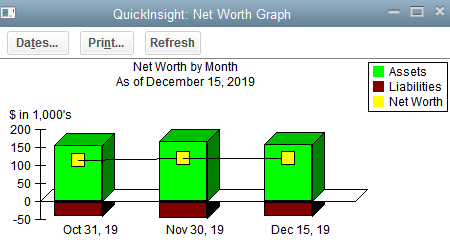 QuickInsight: Net Worth Graph
Dates... Print... Refresh
Net Worth by Month
As of December 15, 2019
Assets
Liabilities
Net Worth
$ in 1,000's
200
150
100
50
0
-50
Oct 31, 19 Nov 30, 19 Dec 15, 19